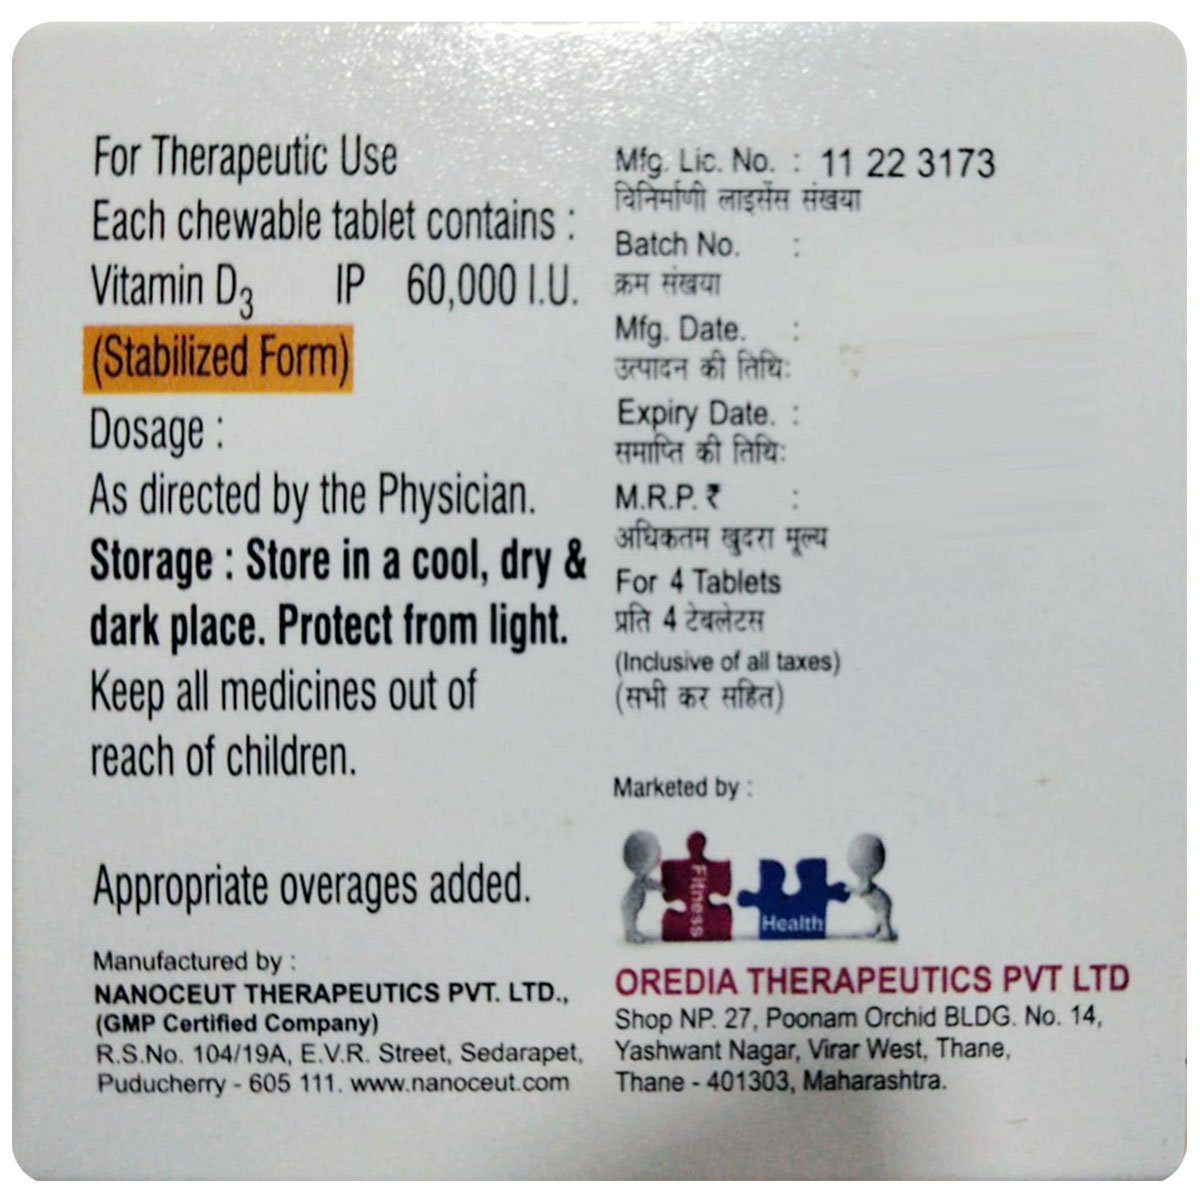 For Therapeutic Use
Each chewable tablet contains :
Vitamin D3 IP 60,000 I.U.
(Stabilized Form)
Dosage :
As directed by the Physician.
Storage : Store in a cool, dry &
dark place. Protect from light.
Keep all medicines out of
reach of children.
Appropriate overages added.
Manufactured by :
NANOCEUT THERAPEUTICS PVT. LTD.,
(GMP Certified Company)
R.S.No. 104/19A, E.V.R. Street, Sedarapet,
Puducherry - 605 111. www.nanoceut.com
Mfg. Lic. No. : 11 22 3173
विनिर्माणी लाइसेंस संखया
Batch No. :
क्रम संखया
Mfg. Date. :
उत्पादन की तिथि:
Expiry Date. :
समाप्ति की तिथि:
M.R.P. ₹ :
अधिकतम खुदरा मूल्य
For 4 Tablets
प्रति 4 टेबलेटस
(Inclusive of all taxes)
(सभी कर सहित)
Marketed by :
Fitness
Health
OREDIA THERAPEUTICS PVT LTD
Shop NP. 27, Poonam Orchid BLDG. No. 14,
Yashwant Nagar, Virar West, Thane,
Thane - 401303, Maharashtra.